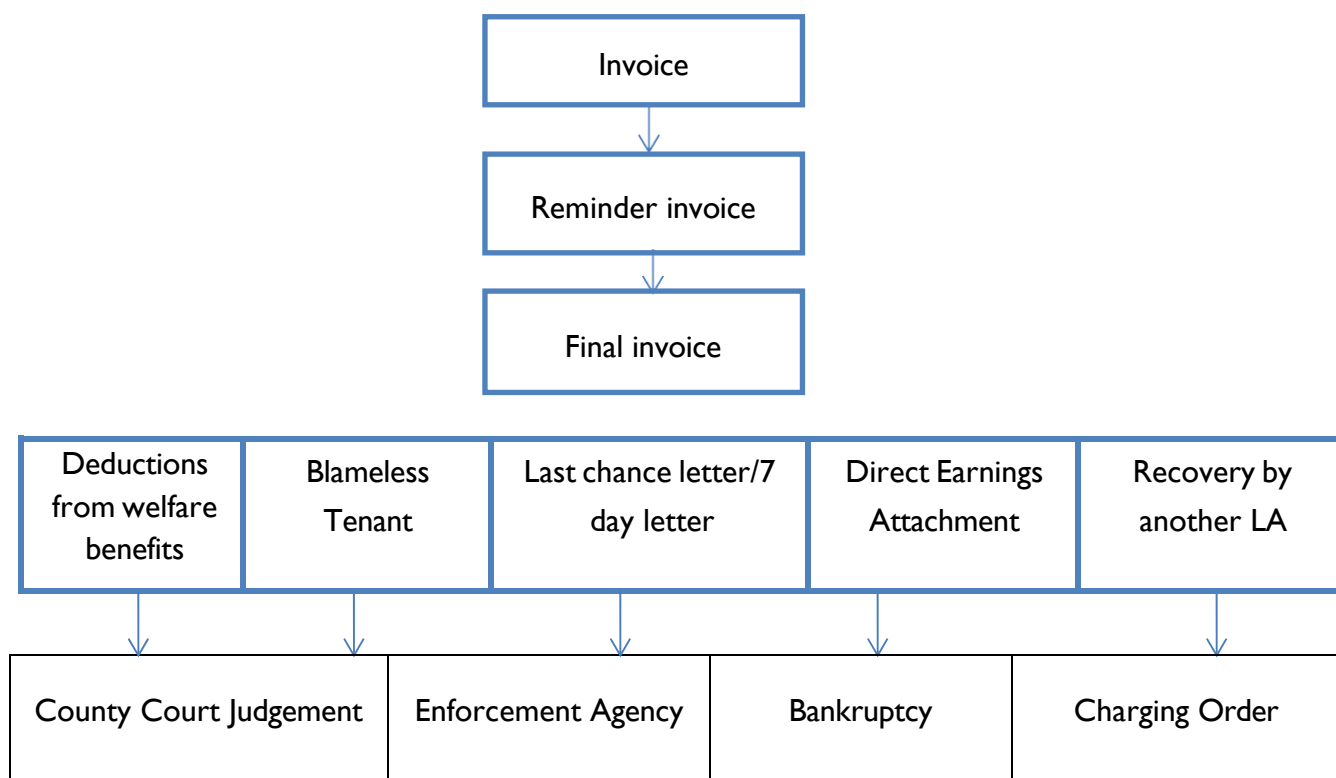 Invoice
Reminder invoice
Final invoice
Deductions
from welfare
benefits
Blameless
Tenant
Last chance letter/7
day letter
Direct Earnings
Attachment
Recovery by
another LA
County Court Judgement
Enforcement Agency
Bankruptcy
Charging Order